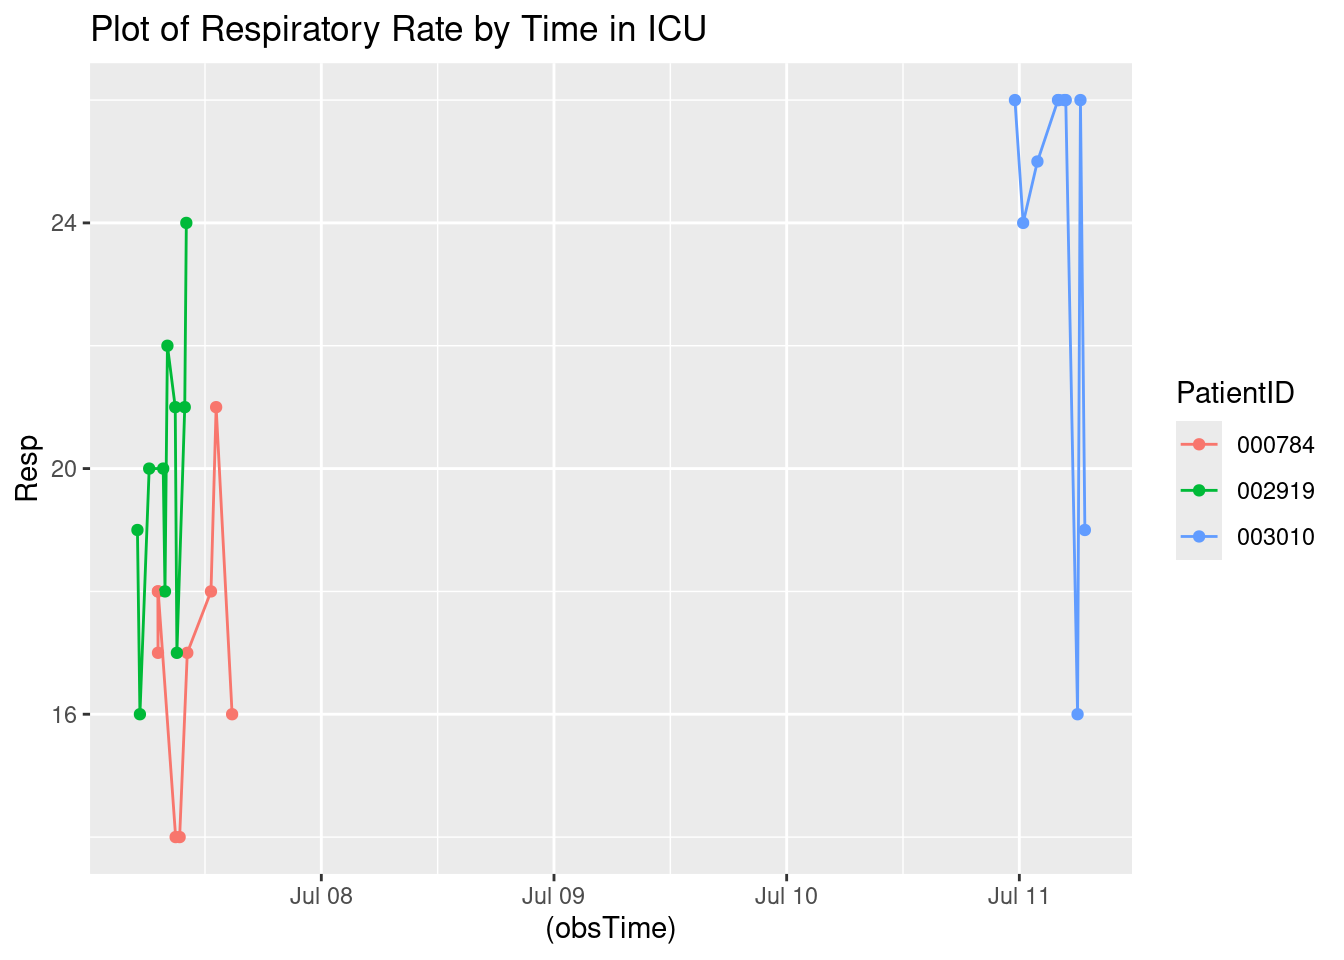 Plot of Respiratory Rate by Time in ICU
24
20
16
Resp
Jul 08
Jul 09
Jul 10
Jul 11
(obsTime)
PatientID
000784
002919
003010